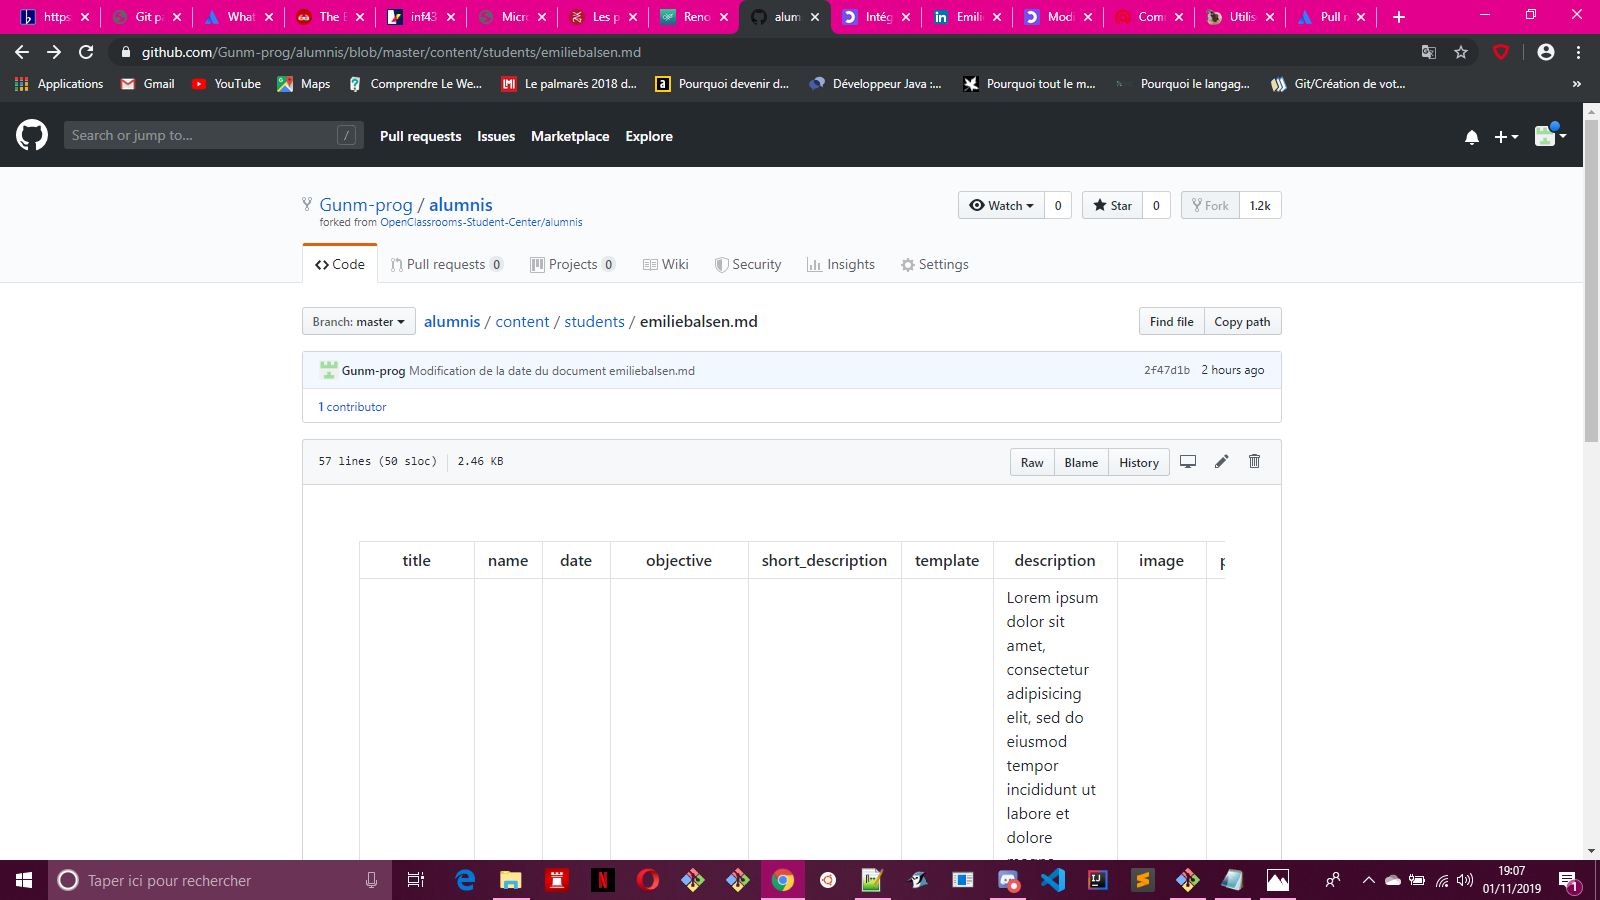 https
Git p
What
The E
inf43
Micro
Les p
Reno
alum
Intég
Emili
Modi
Com
Utilis
Pull r
github.com/Gunm-prog/alumnis/blob/master/content/students/emiliebalsen.md
Applications
Gmail
YouTube
Maps
Comprendre Le We...
Le palmarès 2018 d...
Pourquoi devenir d...
Développeur Java :...
Pourquoi tout le m...
Pourquoi le langag...
Git/Création de vot...
»
Search or jump to...
/
Pull requests
Issues
Marketplace
Explore
Gunm-prog / alumnis
forked from OpenClassrooms-Student-Center/alumnis
Watch
0
Star
0
Fork
1.2k
Code
Pull requests 0
Projects 0
Wiki
Security
Insights
Settings
Branch: master
alumnis / content / students / emiliebalsen.md
Find file
Copy path
Gunm-prog Modification de la date du document emiliebalsen.md
2f47d1b
2 hours ago
1 contributor
57 lines (50 sloc)
2.46 KB
Raw
Blame
History
title
name
date
objective
short_description
template
description
image
Lorem ipsum
dolor sit
amet,
consectetur
adipisicing
elit, sed do
eiusmod
tempor
incididunt ut
labore et
dolore
Taper ici pour rechercher
19:07
01/11/2019
1